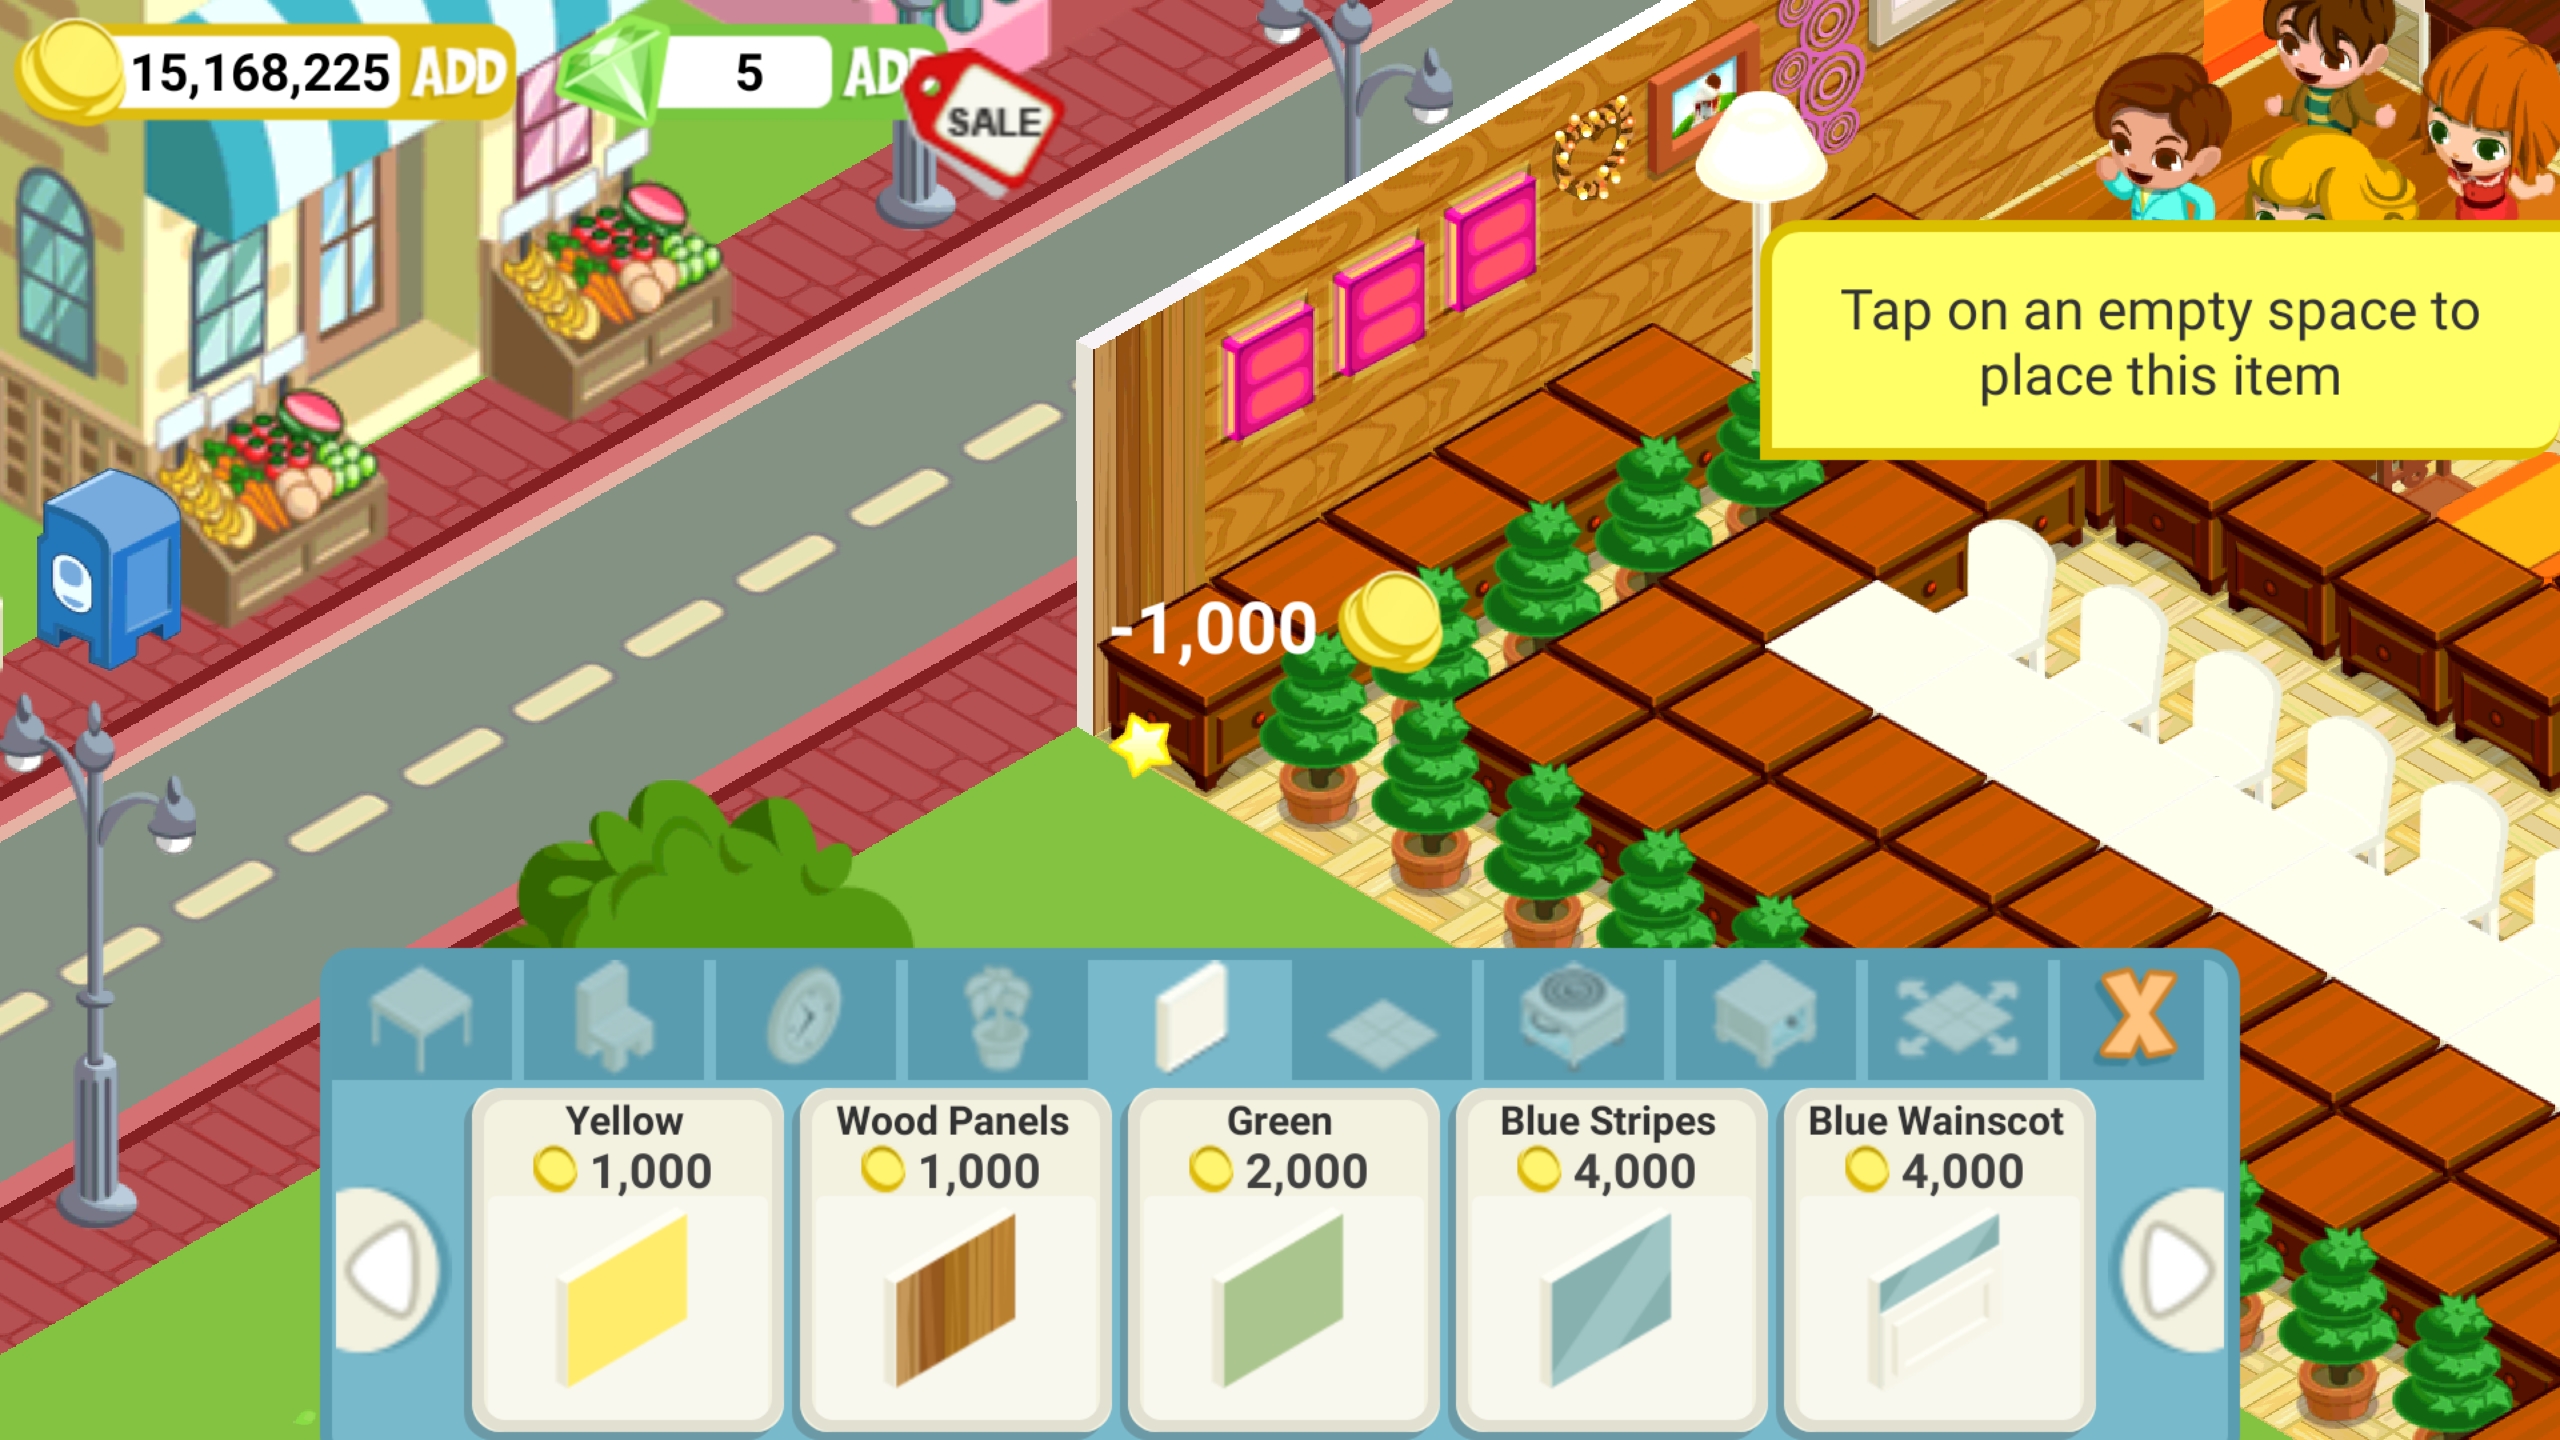 15,168,225 ADD
5 ADD
SALE
Tap on an empty space to
place this item
-1,000
Yellow
1,000
Wood Panels
1,000
Green
2,000
Blue Stripes
4,000
Blue Wainscot
4,000
X